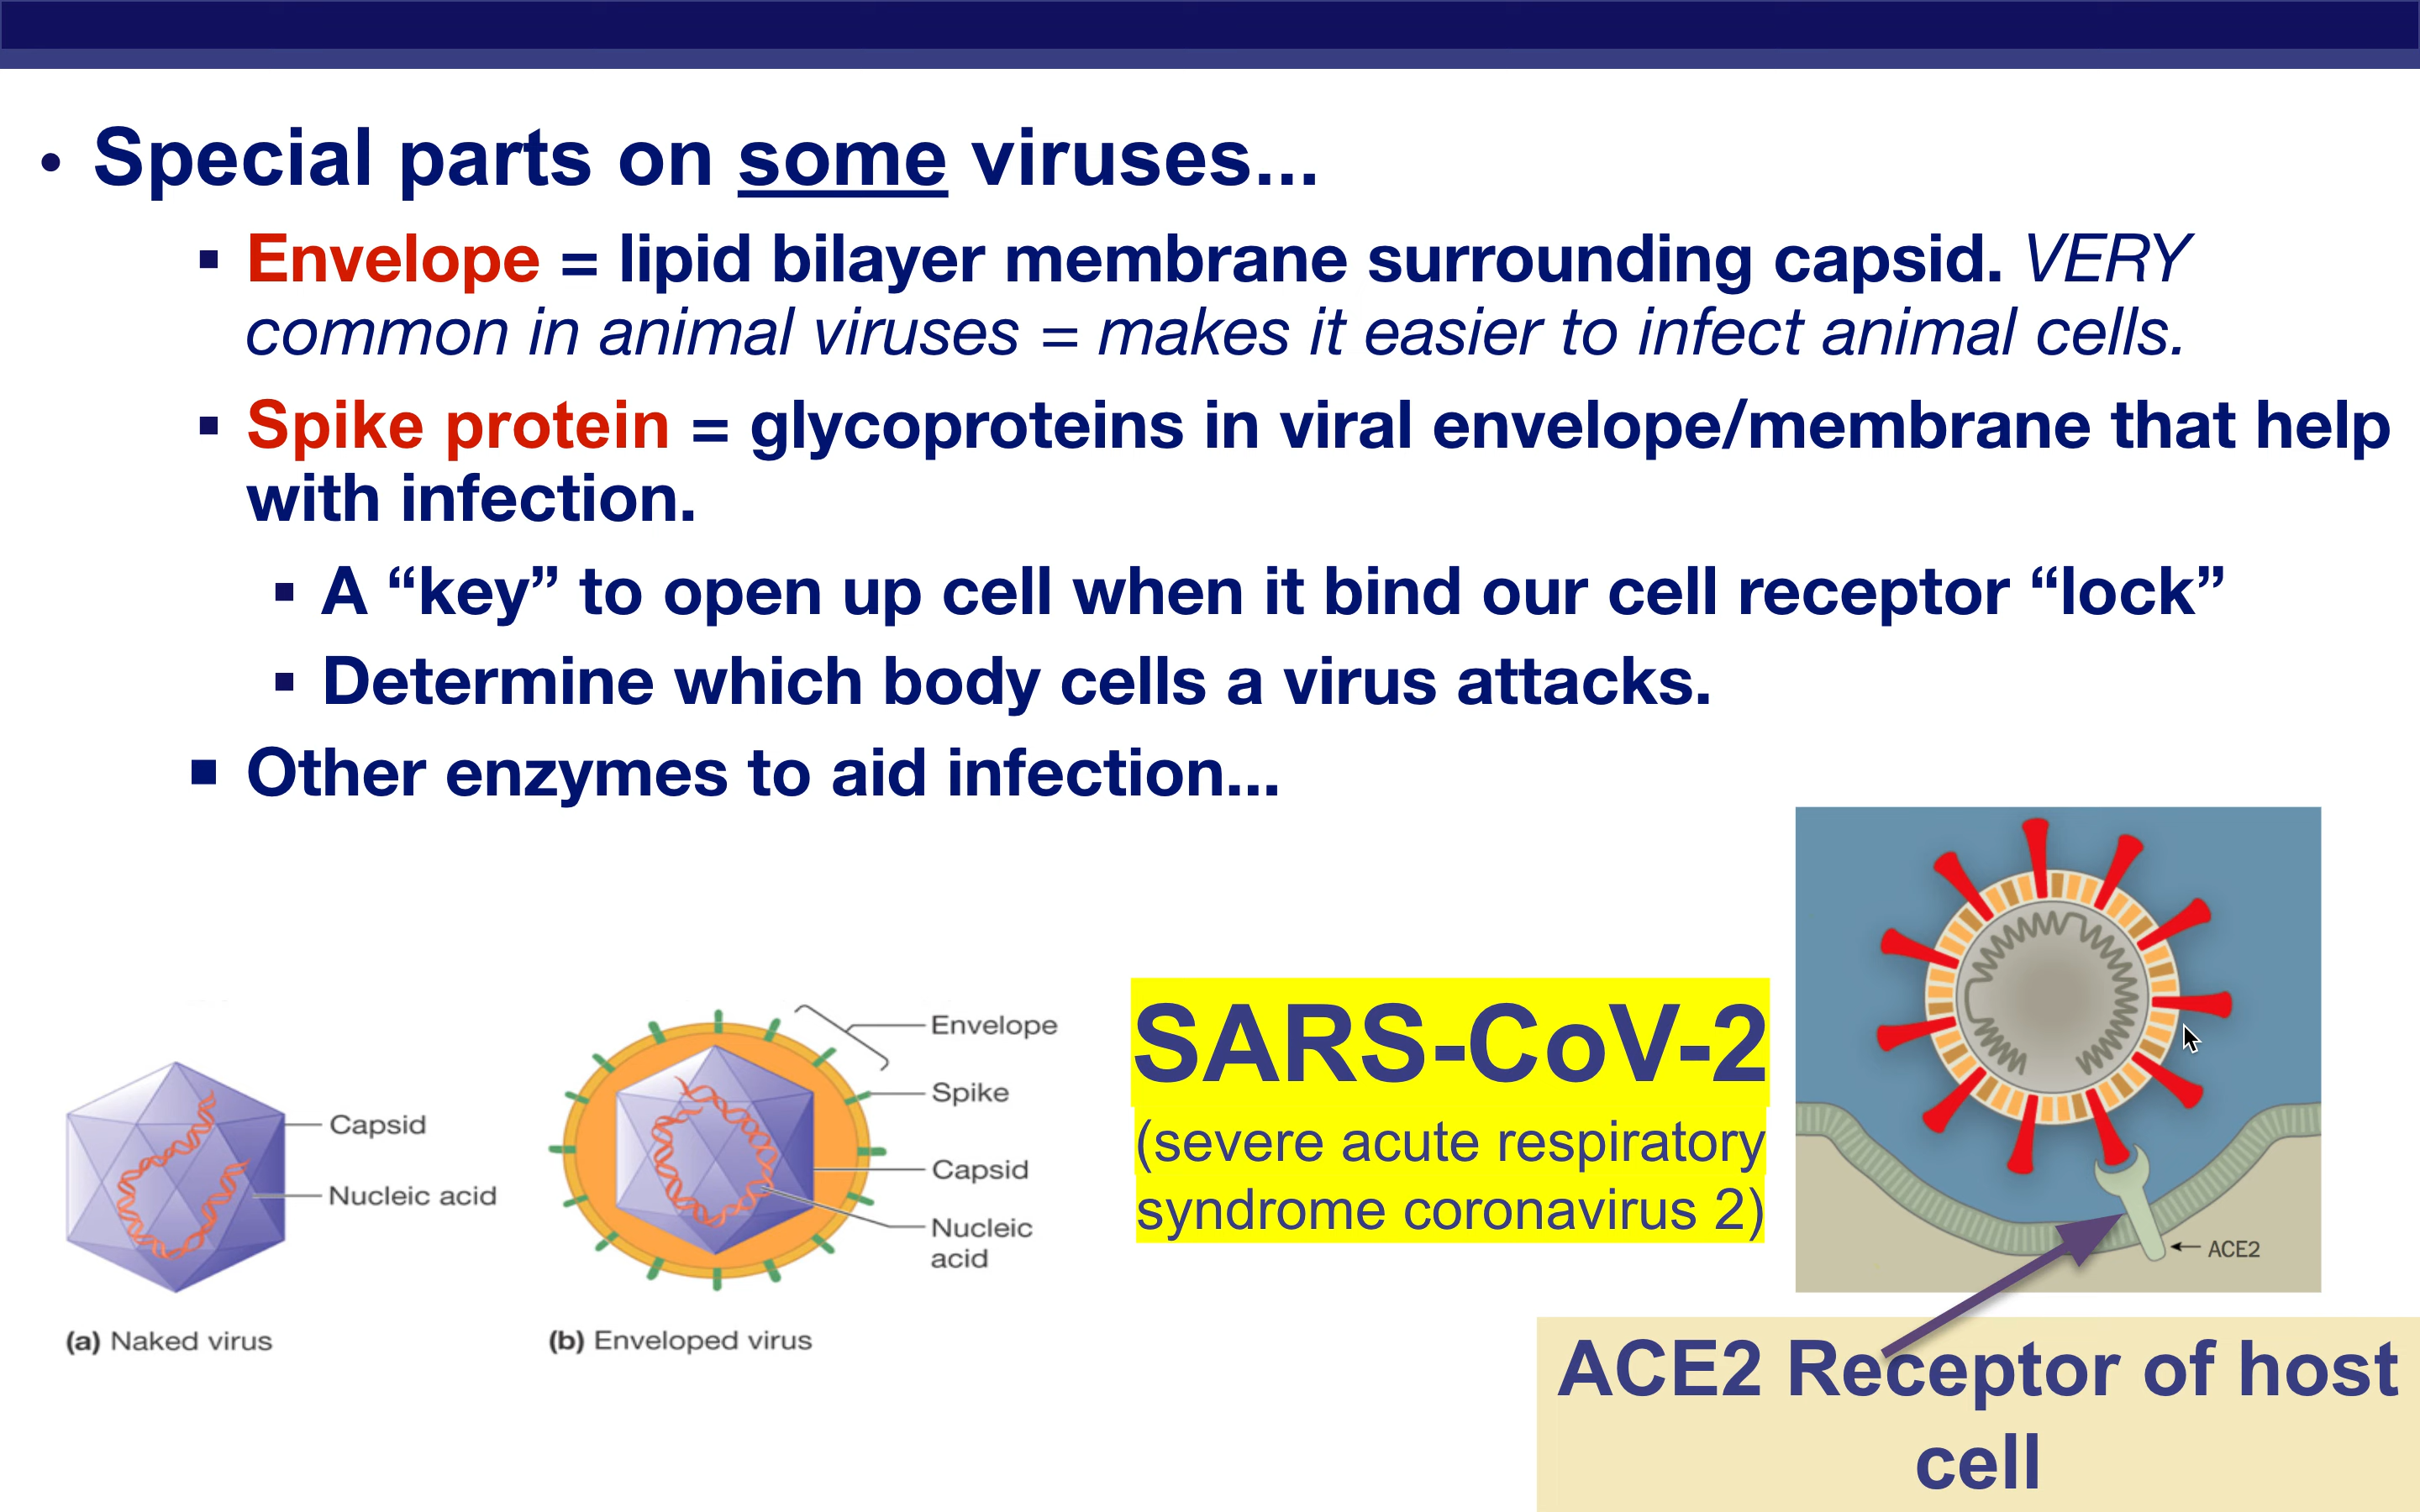 • Special parts on some viruses...
▪ Envelope = lipid bilayer membrane surrounding capsid. VERY
common in animal viruses = makes it easier to infect animal cells.
▪ Spike protein = glycoproteins in viral envelope/membrane that help
with infection.
▪ A “key” to open up cell when it bind our cell receptor “lock”
▪ Determine which body cells a virus attacks.
▪ Other enzymes to aid infection...
Capsid
Nucleic acid
(a) Naked virus
Envelope
Spike
Capsid
Nucleic
acid
(b) Enveloped virus
SARS-CoV-2
(severe acute respiratory
syndrome coronavirus 2)
ACE2
ACE2 Receptor of host
cell